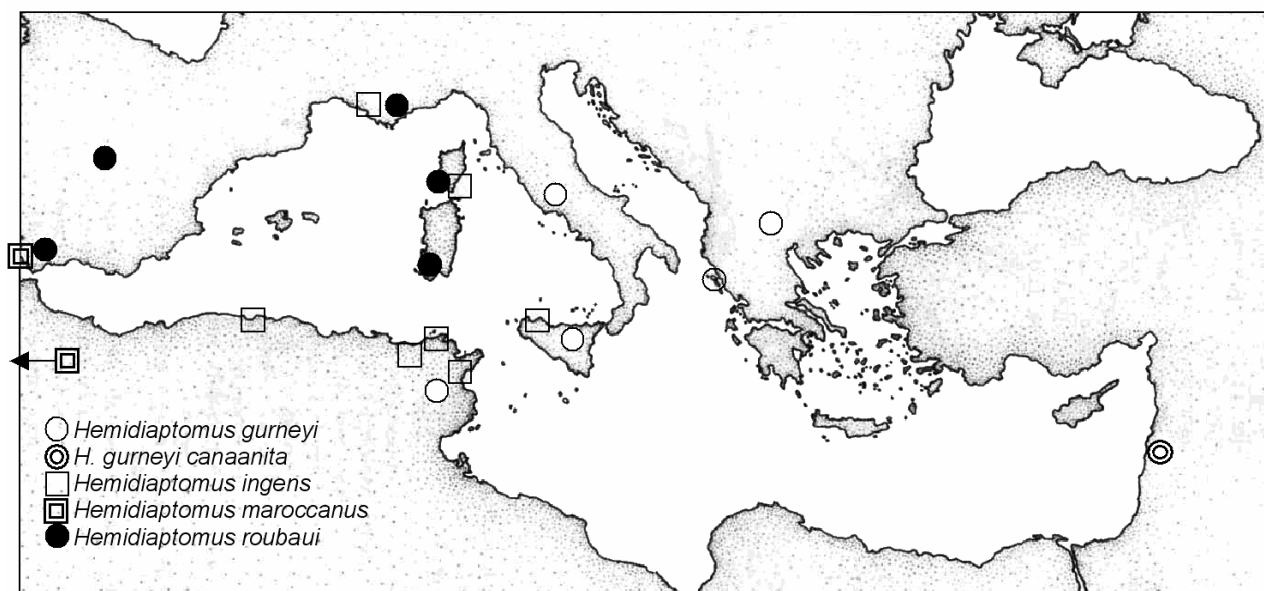 Hemidiaptomus gurneyi
H. gurneyi canaanita
Hemidiaptomus ingens
Hemidiaptomus maroccanus
Hemidiaptomus roubaui